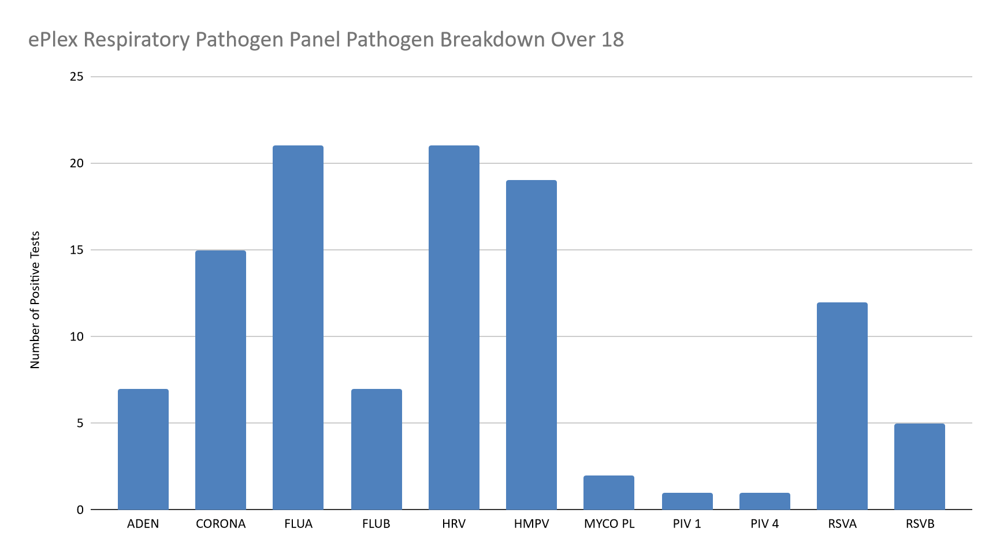 ePlex Respiratory Pathogen Panel Pathogen Breakdown Over 18
Number of Positive Tests
25
20
15
10
5
0
ADEN CORONA FLUA FLUB HRV HMPV MYCO PL PIV 1 PIV 4 RSVA RSVB